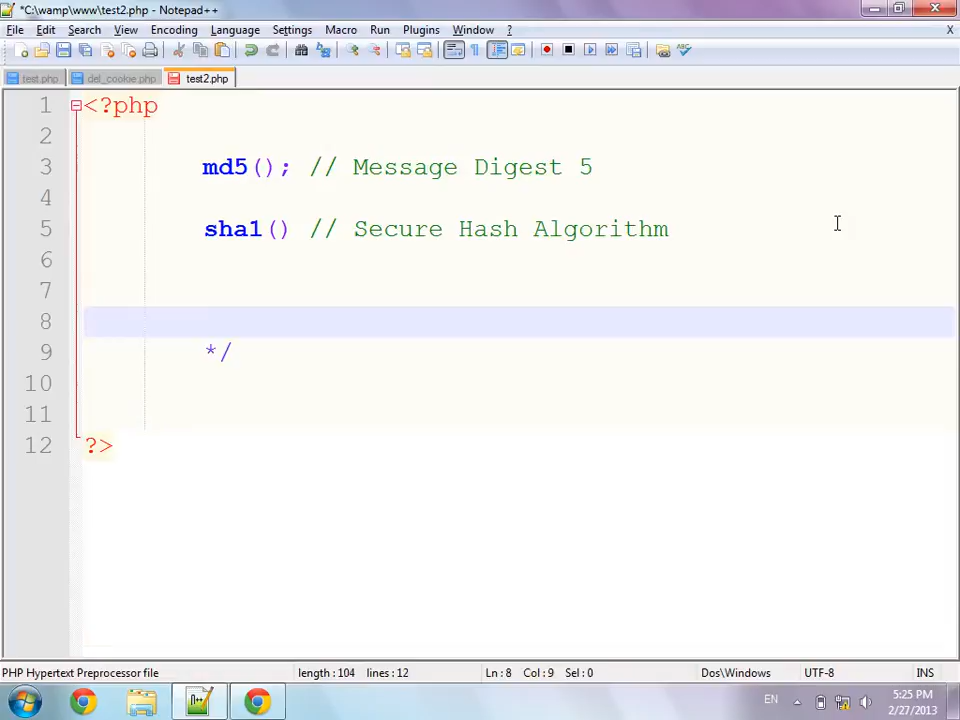 *C:\wamp\www\test2.php - Notepad++
File Edit Search View Encoding Language Settings Macro Run Plugins Window ? X
test.php del_cookie.php test2.php
1 <?php
2
3 md5(); // Message Digest 5
4
5 sha1() // Secure Hash Algorithm
6
7
8
9 */
10
11
12 ?>
PHP Hypertext Preprocessor file length : 104 lines : 12 Ln : 8 Col : 9 Sel : 0 Dos\Windows UTF-8 INS
EN 5:25 PM
2/27/2013